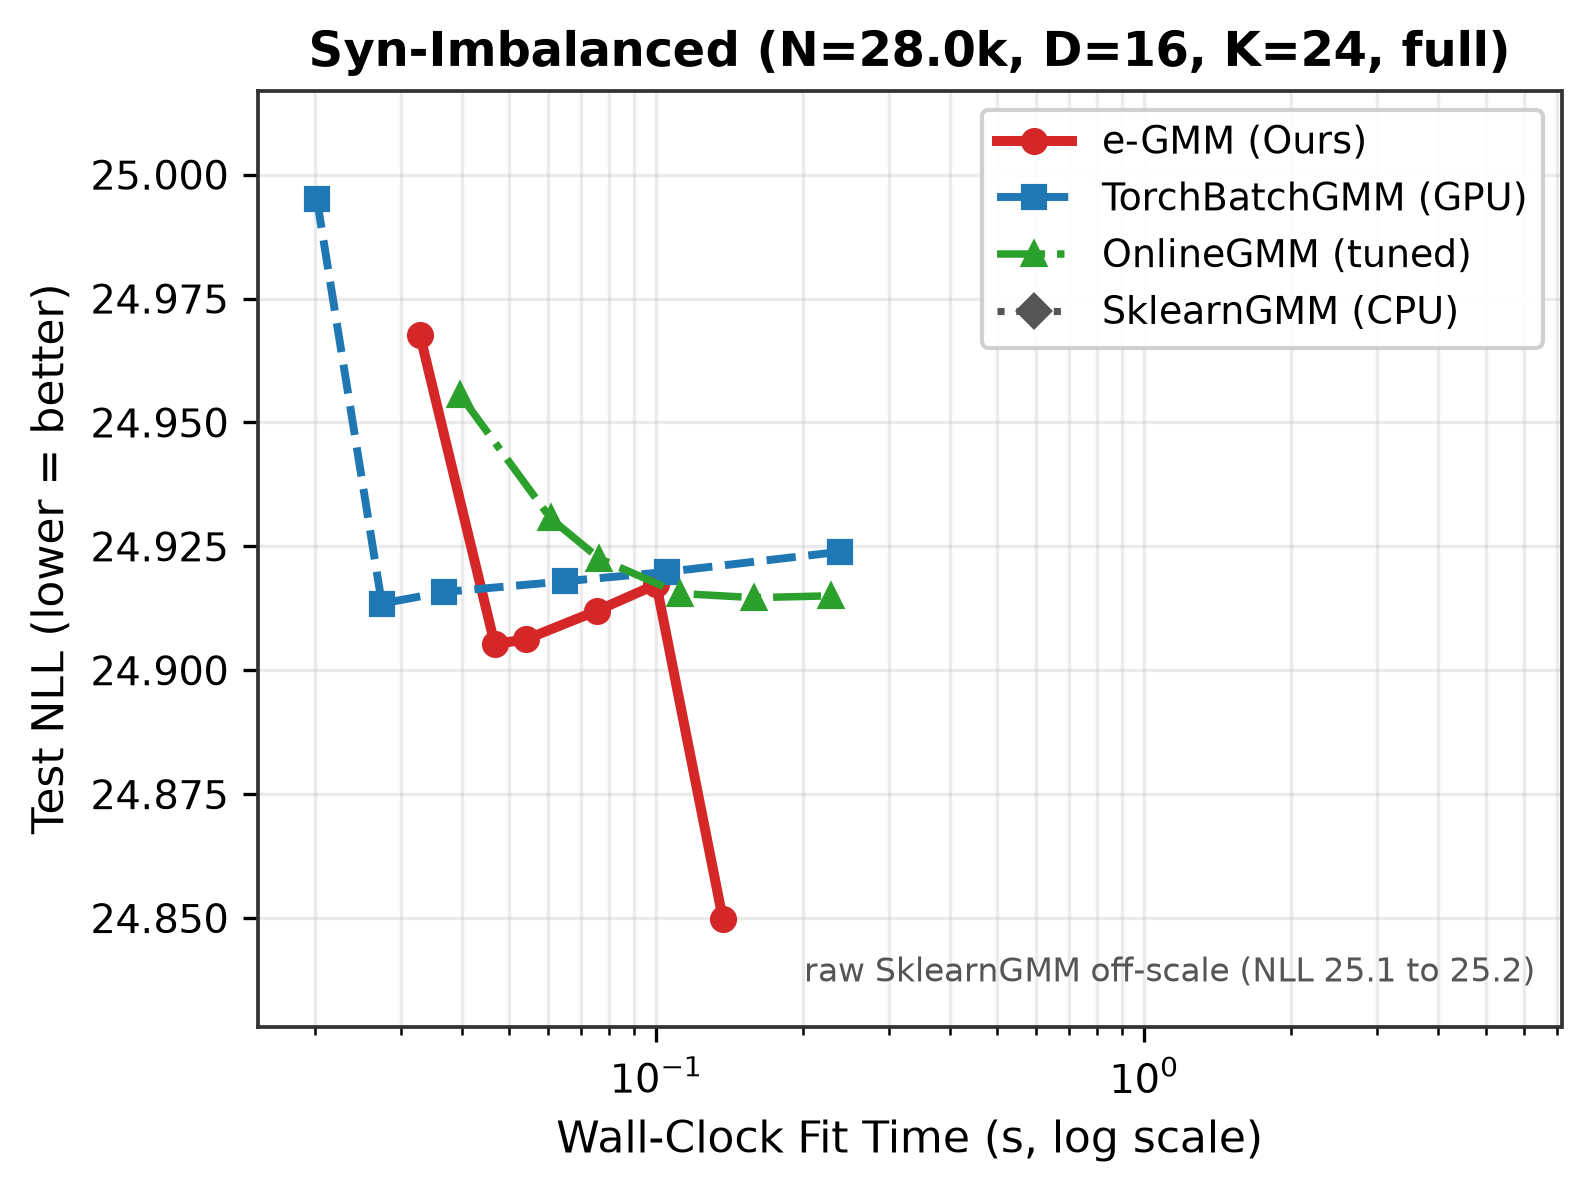 Syn-Imbalanced (N=28.0k, D=16, K=24, full)
e-GMM (Ours)
TorchBatchGMM (GPU)
OnlineGMM (tuned)
SklearnGMM (CPU)
Test NLL (lower = better)
25.000
24.975
24.950
24.925
24.900
24.875
24.850
raw SklearnGMM off-scale (NLL 25.1 to 25.2)
10⁻¹
10⁰
Wall-Clock Fit Time (s, log scale)